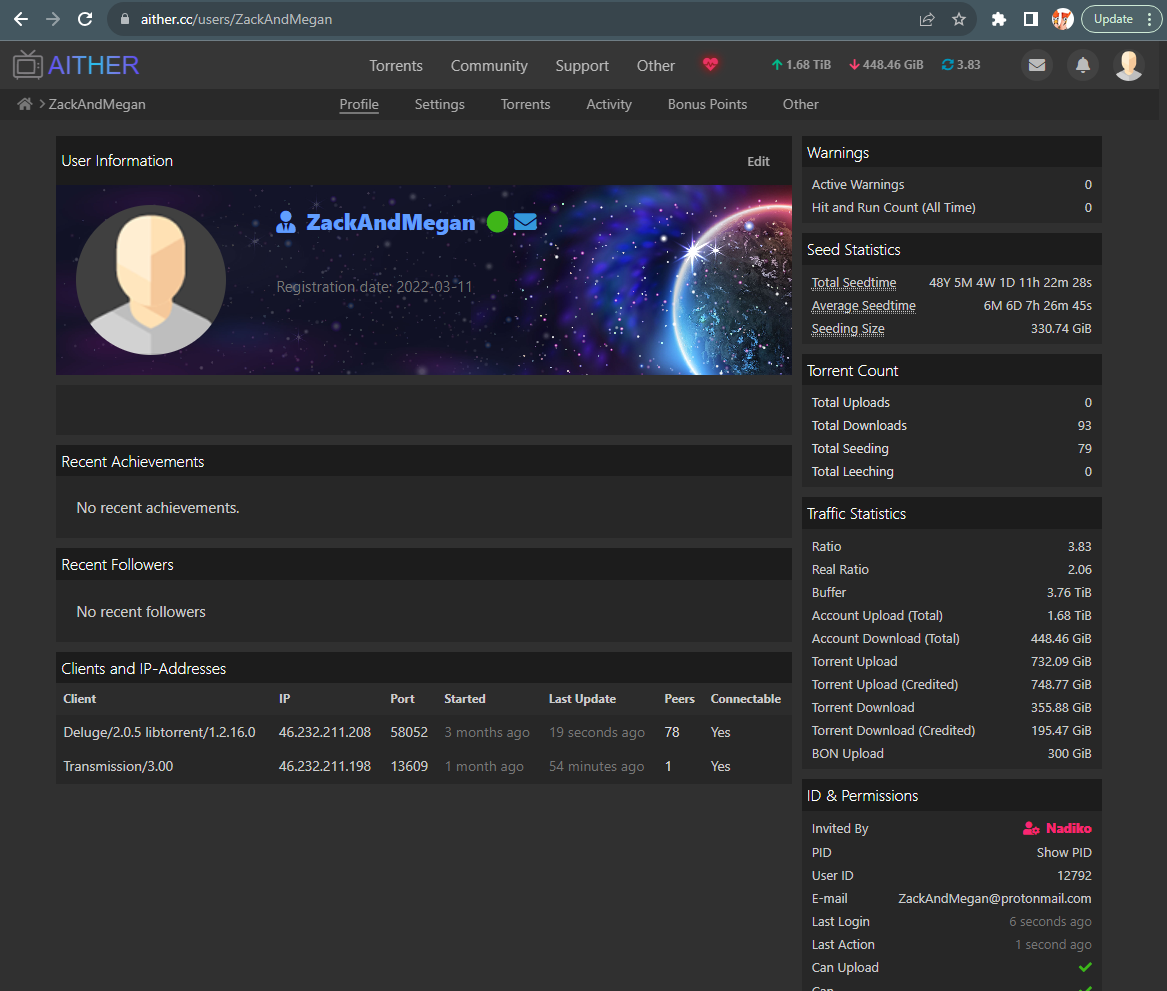 aither.cc/users/ZackAndMegan
Update
AITHER
Torrents Community Support Other 1.68 TiB 448.46 GiB 3.83
ZackAndMegan
Profile Settings Torrents Activity Bonus Points Other
User Information Edit
ZackAndMegan
Registration date: 2022-03-11
Recent Achievements
No recent achievements.
Recent Followers
No recent followers
Clients and IP-Addresses
Client IP Port Started Last Update Peers Connectable
Deluge/2.0.5 libtorrent/1.2.16.0 46.232.211.208 58052 3 months ago 19 seconds ago 78 Yes
Transmission/3.00 46.232.211.198 13609 1 month ago 54 minutes ago 1 Yes
Warnings
Active Warnings 0
Hit and Run Count (All Time) 0
Seed Statistics
Total Seedtime 48Y 5M 4W 1D 11h 22m 28s
Average Seedtime 6M 6D 7h 26m 45s
Seeding Size 330.74 GiB
Torrent Count
Total Uploads 0
Total Downloads 93
Total Seeding 79
Total Leeching 0
Traffic Statistics
Ratio 3.83
Real Ratio 2.06
Buffer 3.76 TiB
Account Upload (Total) 1.68 TiB
Account Download (Total) 448.46 GiB
Torrent Upload 732.09 GiB
Torrent Upload (Credited) 748.77 GiB
Torrent Download 355.88 GiB
Torrent Download (Credited) 195.47 GiB
BON Upload 300 GiB
ID & Permissions
Invited By Nadiko
PID Show PID
User ID 12792
E-mail ZackAndMegan@protonmail.com
Last Login 6 seconds ago
Last Action 1 second ago
Can Upload
Can